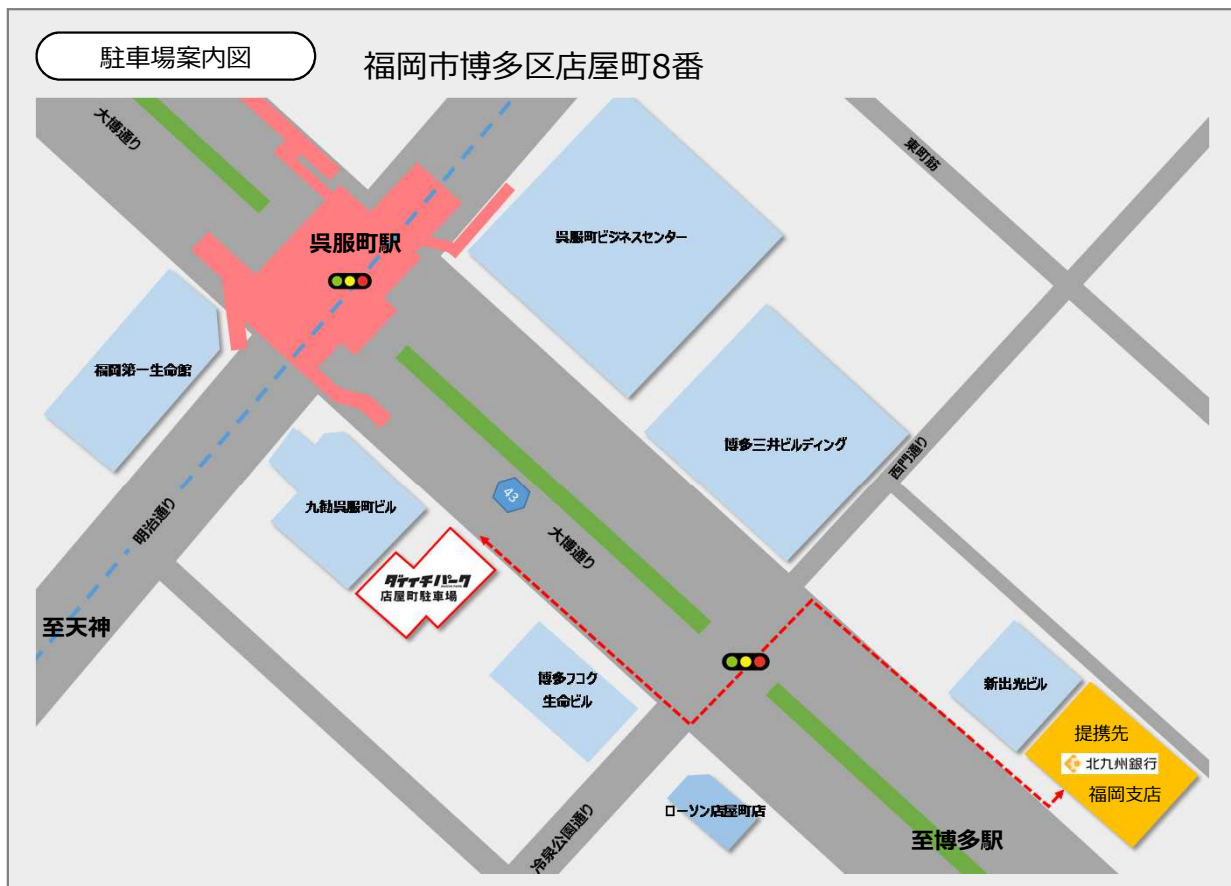 駐車場案内図
福岡市博多区店屋町8番
大博通り
東町筋
呉服町駅
呉服町ビジネスセンター
福岡第一生命館
博多三井ビルディング
西門通り
九勧呉服町ビル
43
明治通り
大博通り
ダイイチパーク
店屋町駐車場
至天神
博多フコク
生命ビル
新出光ビル
提携先
北九州銀行
福岡支店
ローソン店屋町店
冷泉公園通り
至博多駅